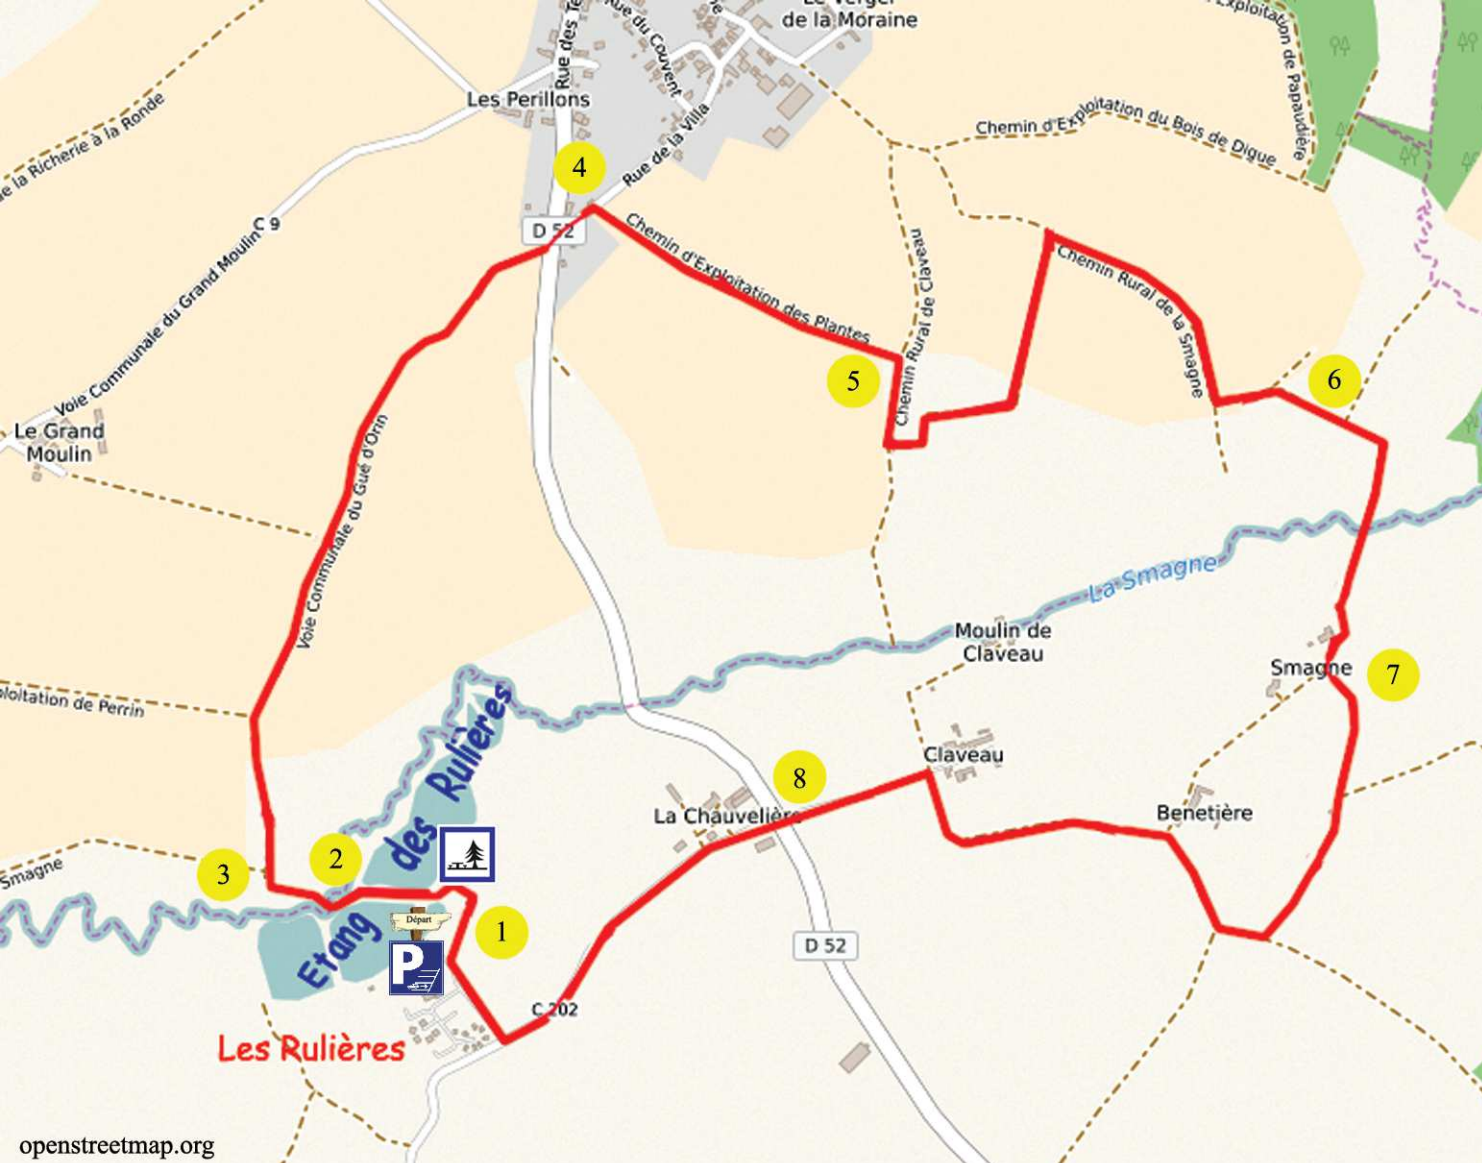 Le Verger
de la Moraine
Exploitation de Papaudière
Rue des Te
Rue du Couvent
Les Perillons
Chemin d'Exploitation du Bois de Digue
e la Richerie à la Ronde
Rue de la Villa
4
C 9
D 52
Chemin d'Exploitation des Plantes
Chemin Rural de Claveau
Chemin Rural de la Smagne
Voie Communale du Grand Moulin
5
6
Le Grand
Moulin
Voie Communale du Gué d'Orin
La Smagne
Moulin de
Claveau
Smagne
7
ploitation de Perrin
Etang des Rulières
Claveau
8
La Chauvelière
Benetière
2
3
Smagne
Départ
1
P
D 52
C 202
Les Rulières
openstreetmap.org